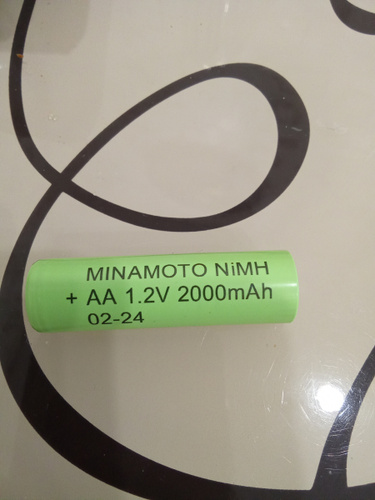 MINAMOTO NiMH
+ AA 1.2V 2000mAh
02-24